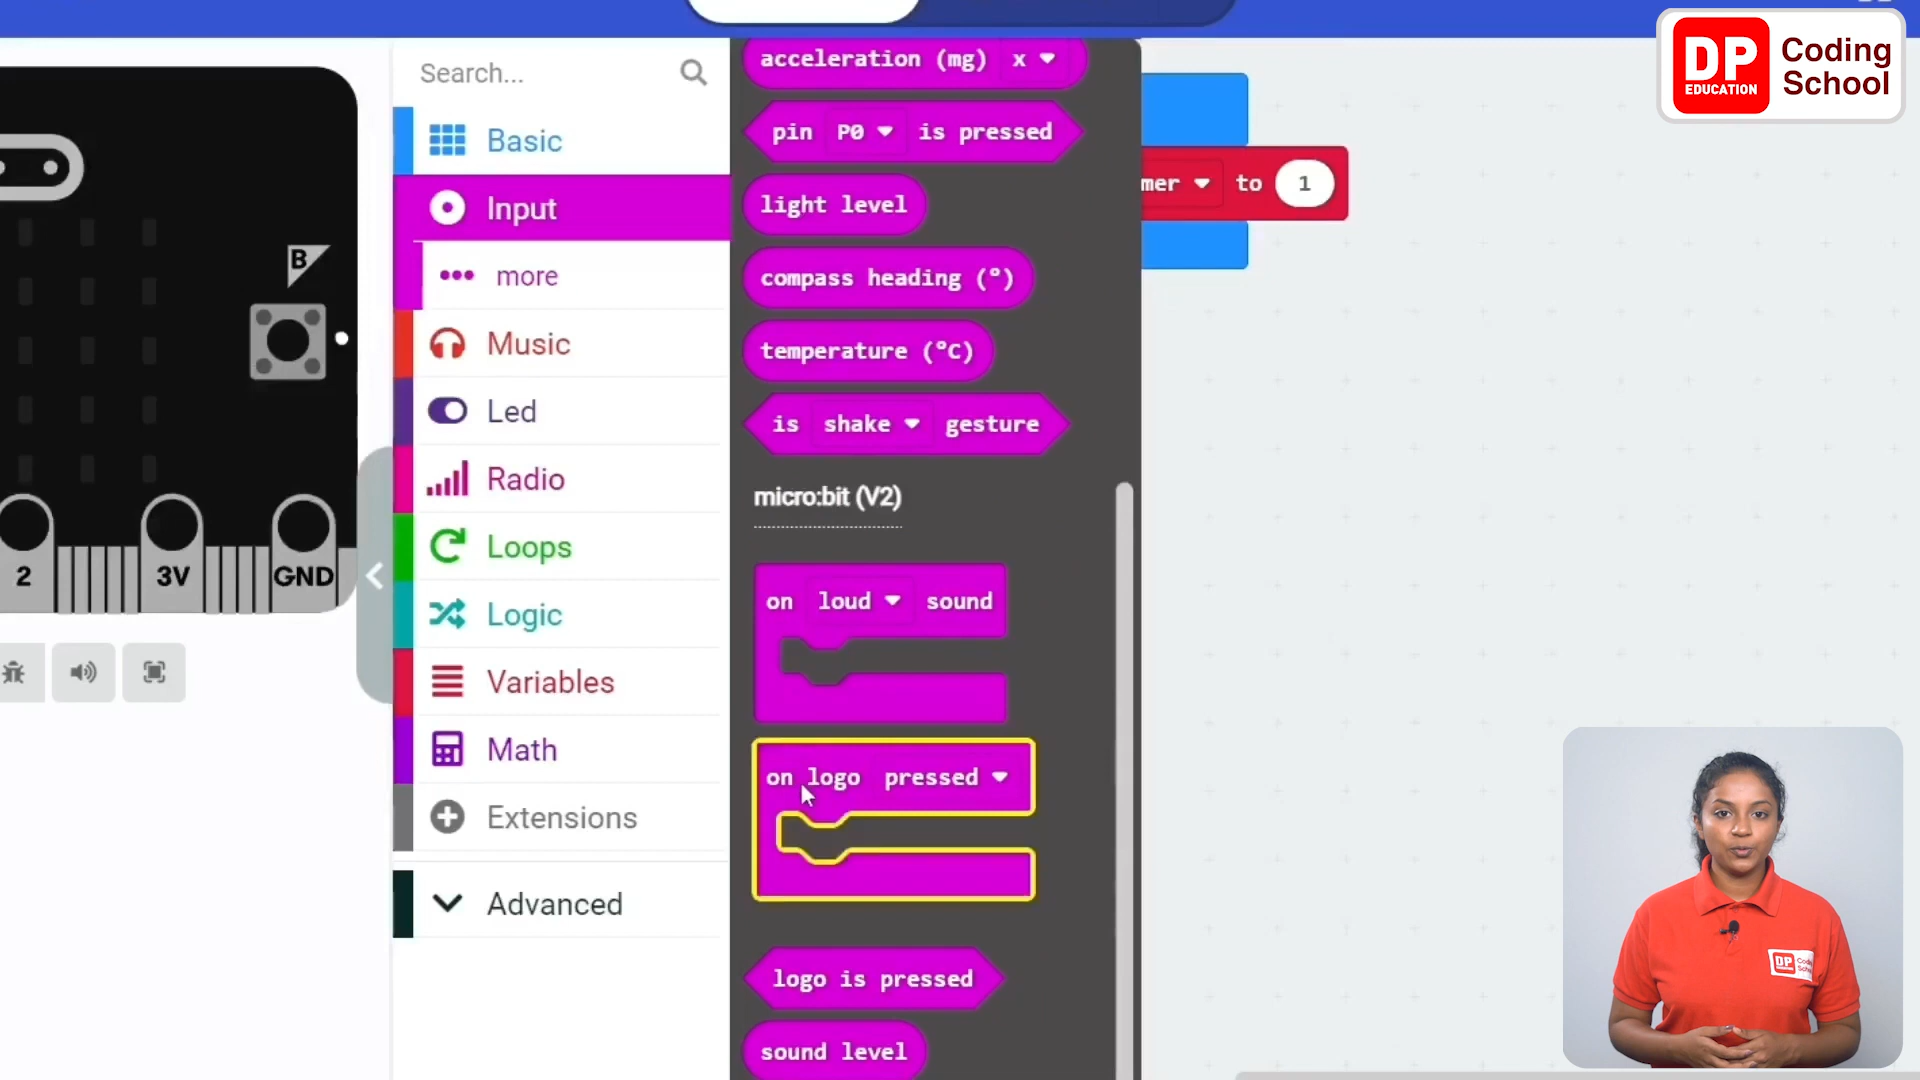 acceleration (mg) x
Search...
pin P0 is pressed
Basic
light level
mer to 1
Input
compass heading (°)
more
temperature (°C)
Music
is shake gesture
Led
Radio
micro:bit (V2)
Loops
on loud sound
Logic
Variables
Math
on logo pressed
Extensions
Advanced
logo is pressed
sound level
B
2 3V GND
DP
EDUCATION
Coding
School
DP